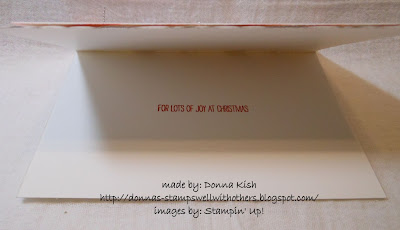 FOR LOTS OF JOY AT CHRISTMAS
made by: Donna Kish
http://donnas-stampswellwithothers.blogspot.com/
images by: Stampin' Up!